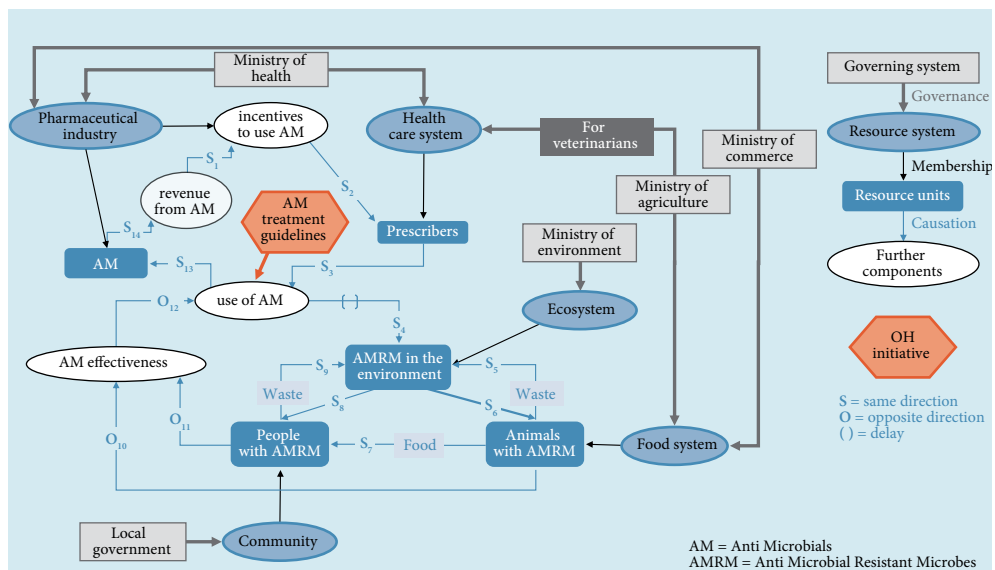 Ministry of
health
Governing system
Governance
Pharmaceutical
industry
incentives
to use AM
Health
care system
For
veterinarians
Ministry of
commerce
Resource system
Membership
S1
S2
revenue
from AM
AM
treatment
guidelines
Ministry of
agriculture
Resource units
Causation
S14
Prescribers
Ministry of
environment
Further
components
AM
S13
S3
use of AM
( )
O12
Ecosystem
S4
OH
initiative
AM effectiveness
AMRM in the
environment
S9
S5
Waste
S8
S6
Waste
S = same direction
O = opposite direction
( ) = delay
O10
O11
People
with AMRM
S7
Food
Animals
with AMRM
Food system
Local
government
Community
AM = Anti Microbials
AMRM = Anti Microbial Resistant Microbes